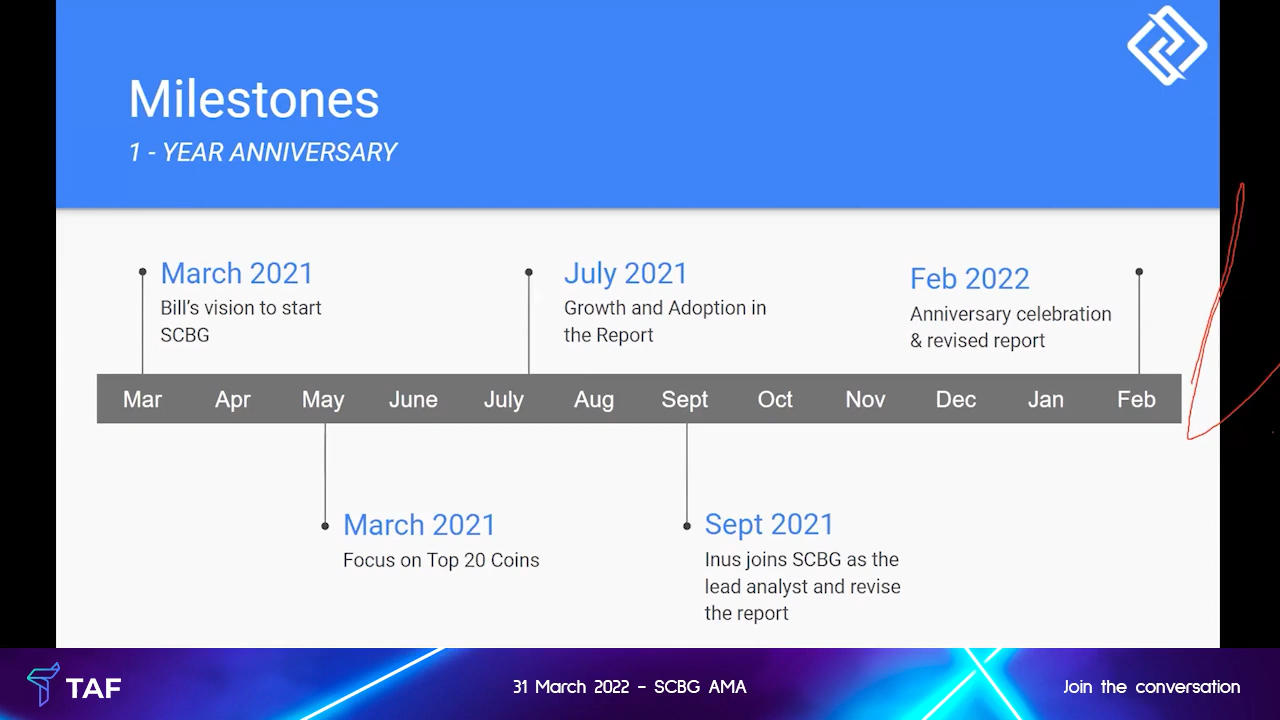 Milestones
1 - YEAR ANNIVERSARY
March 2021
Bill's vision to start
SCBG
July 2021
Growth and Adoption in
the Report
Feb 2022
Anniversary celebration
& revised report
Mar Apr May June July Aug Sept Oct Nov Dec Jan Feb
March 2021
Focus on Top 20 Coins
Sept 2021
Inus joins SCBG as the
lead analyst and revise
the report
TAF
31 March 2022 - SCBG AMA
Join the conversation